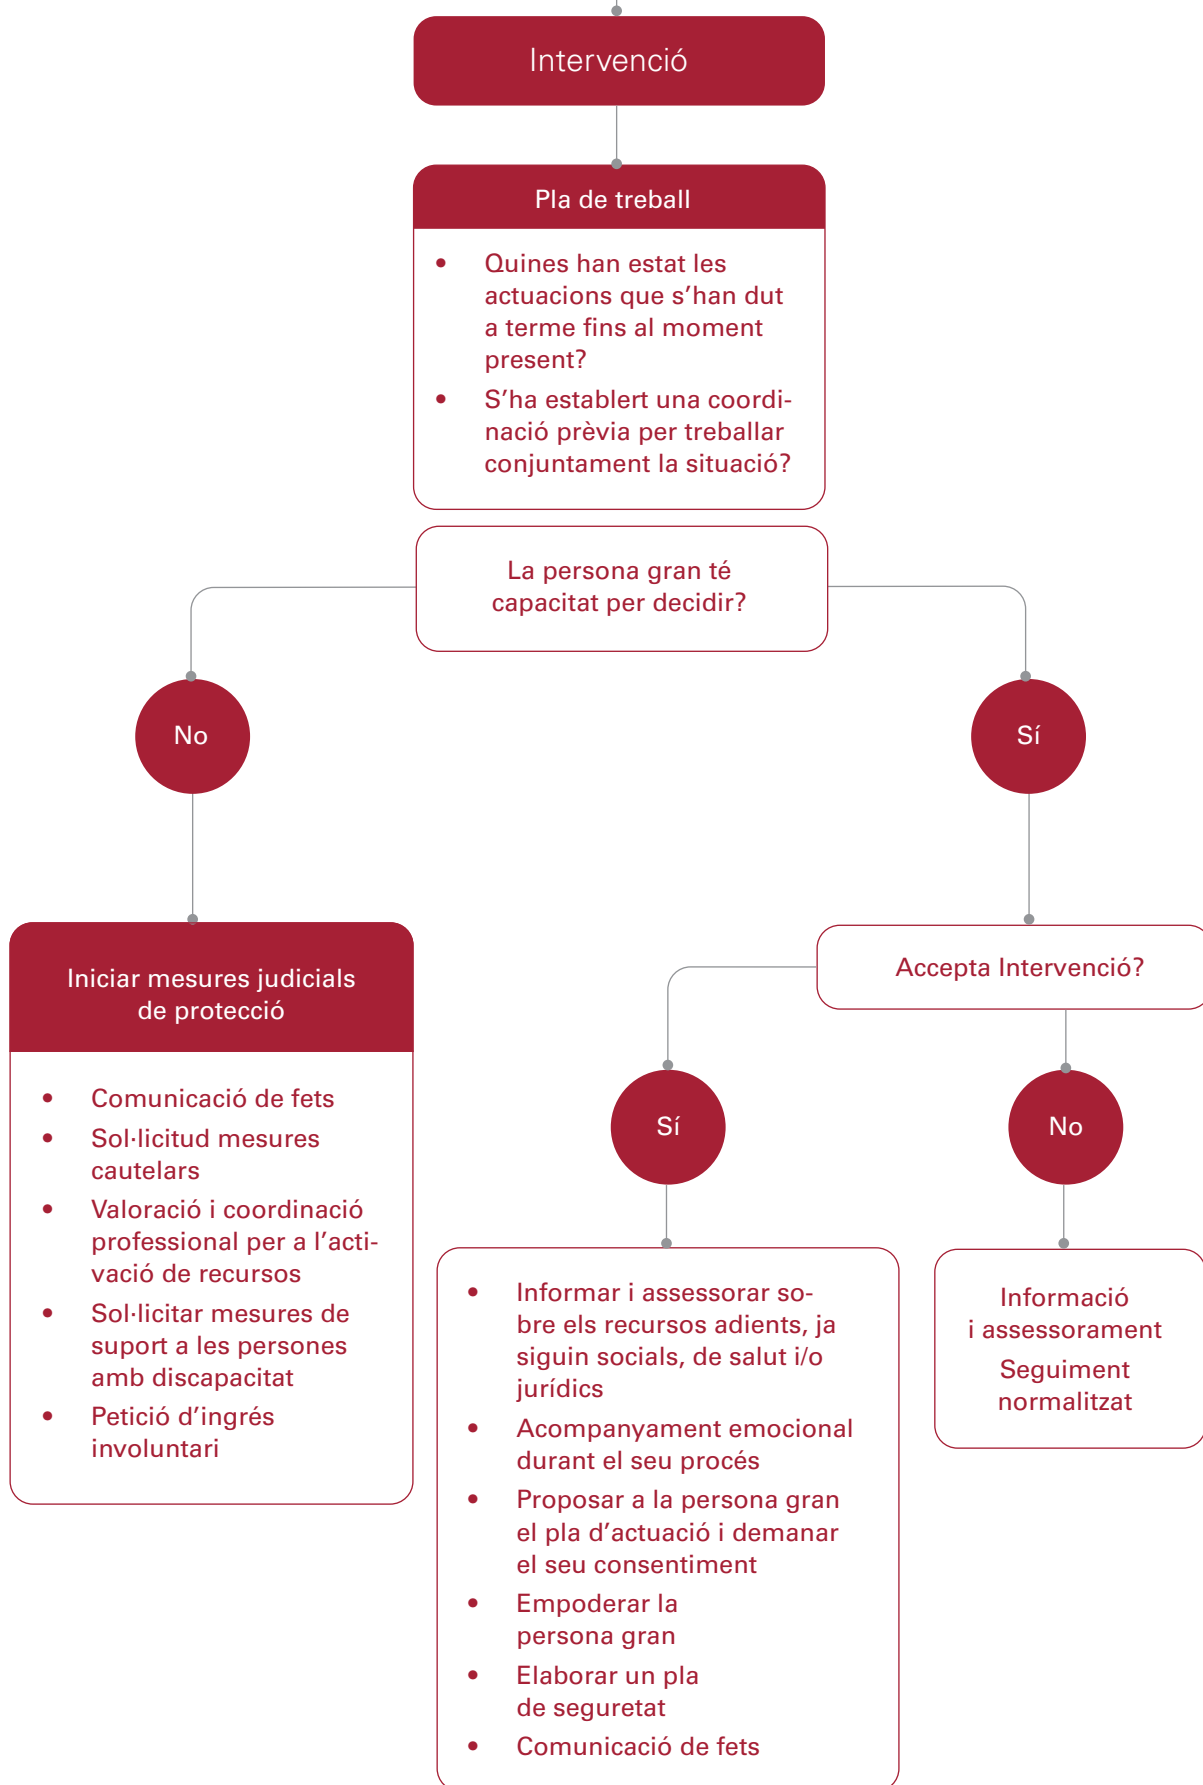 Intervenció
Pla de treball
• Quines han estat les
actuacions que s’han dut
a terme fins al moment
present?
• S’ha establert una coordi-
nació prèvia per treballar
conjuntament la situació?
La persona gran té
capacitat per decidir?
No
Sí
Iniciar mesures judicials
de protecció
• Comunicació de fets
• Sol·licitud mesures
cautelars
• Valoració i coordinació
professional per a l’acti-
vació de recursos
• Sol·licitar mesures de
suport a les persones
amb discapacitat
• Petició d’ingrés
involuntari
Accepta Intervenció?
Sí
No
• Informar i assessorar so-
bre els recursos adients, ja
siguin socials, de salut i/o
jurídics
• Acompanyament emocional
durant el seu procés
• Proposar a la persona gran
el pla d’actuació i demanar
el seu consentiment
• Empoderar la
persona gran
• Elaborar un pla
de seguretat
• Comunicació de fets
Informació
i assessorament
Seguiment
normalitzat